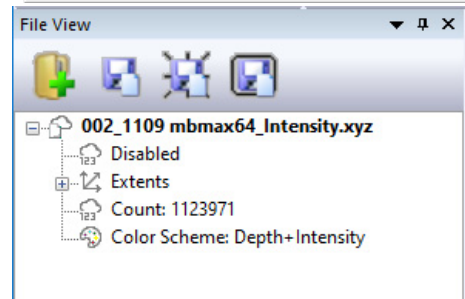 File View
002_1109 mbmax64_Intensity.xyz
Disabled
Extents
Count: 1123971
Color Scheme: Depth+Intensity